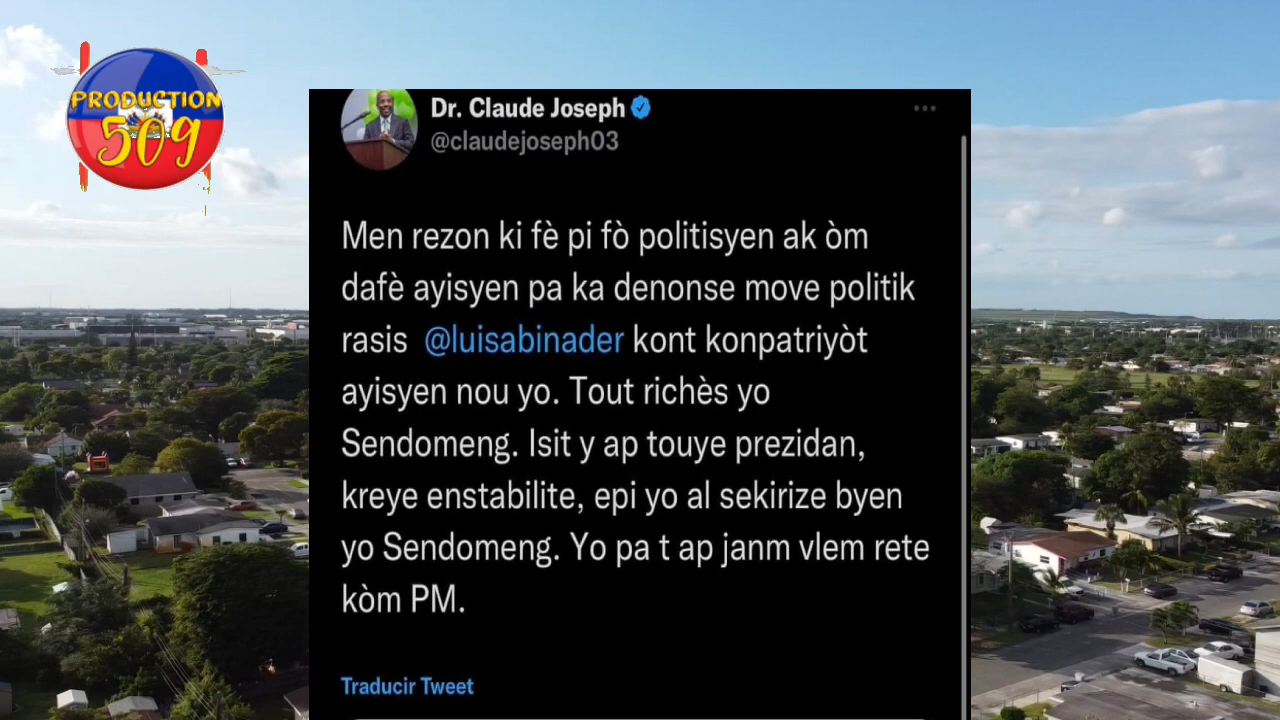 PRODUCTION
509
Dr. Claude Joseph
@claudejoseph03
Men rezon ki fè pi fò politisyen ak òm
dafè ayisyen pa ka denonse move politik
rasis @luisabinader kont konpatriyòt
ayisyen nou yo. Tout richès yo
Sendomeng. Isit y ap touye prezidan,
kreye enstabilite, epi yo al sekirize byen
yo Sendomeng. Yo pa t ap janm vlem rete
kòm PM.
Traducir Tweet